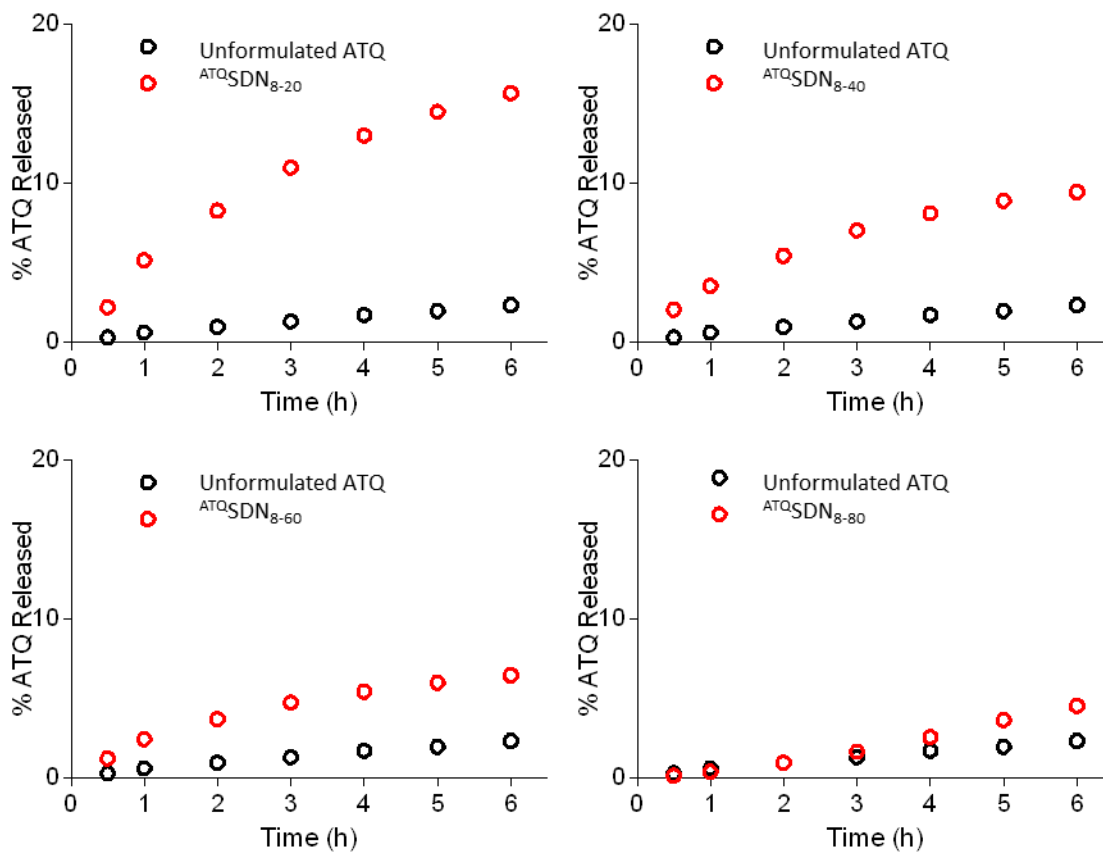 20
Unformulated ATQ
ATQSDN8-20
% ATQ Released
10
0
0 1 2 3 4 5 6
Time (h)
20
Unformulated ATQ
ATQSDN8-40
% ATQ Released
10
0
0 1 2 3 4 5 6
Time (h)
20
Unformulated ATQ
ATQSDN8-60
% ATQ Released
10
0
0 1 2 3 4 5 6
Time (h)
20
Unformulated ATQ
ATQSDN8-80
% ATQ Released
10
0
0 1 2 3 4 5 6
Time (h)